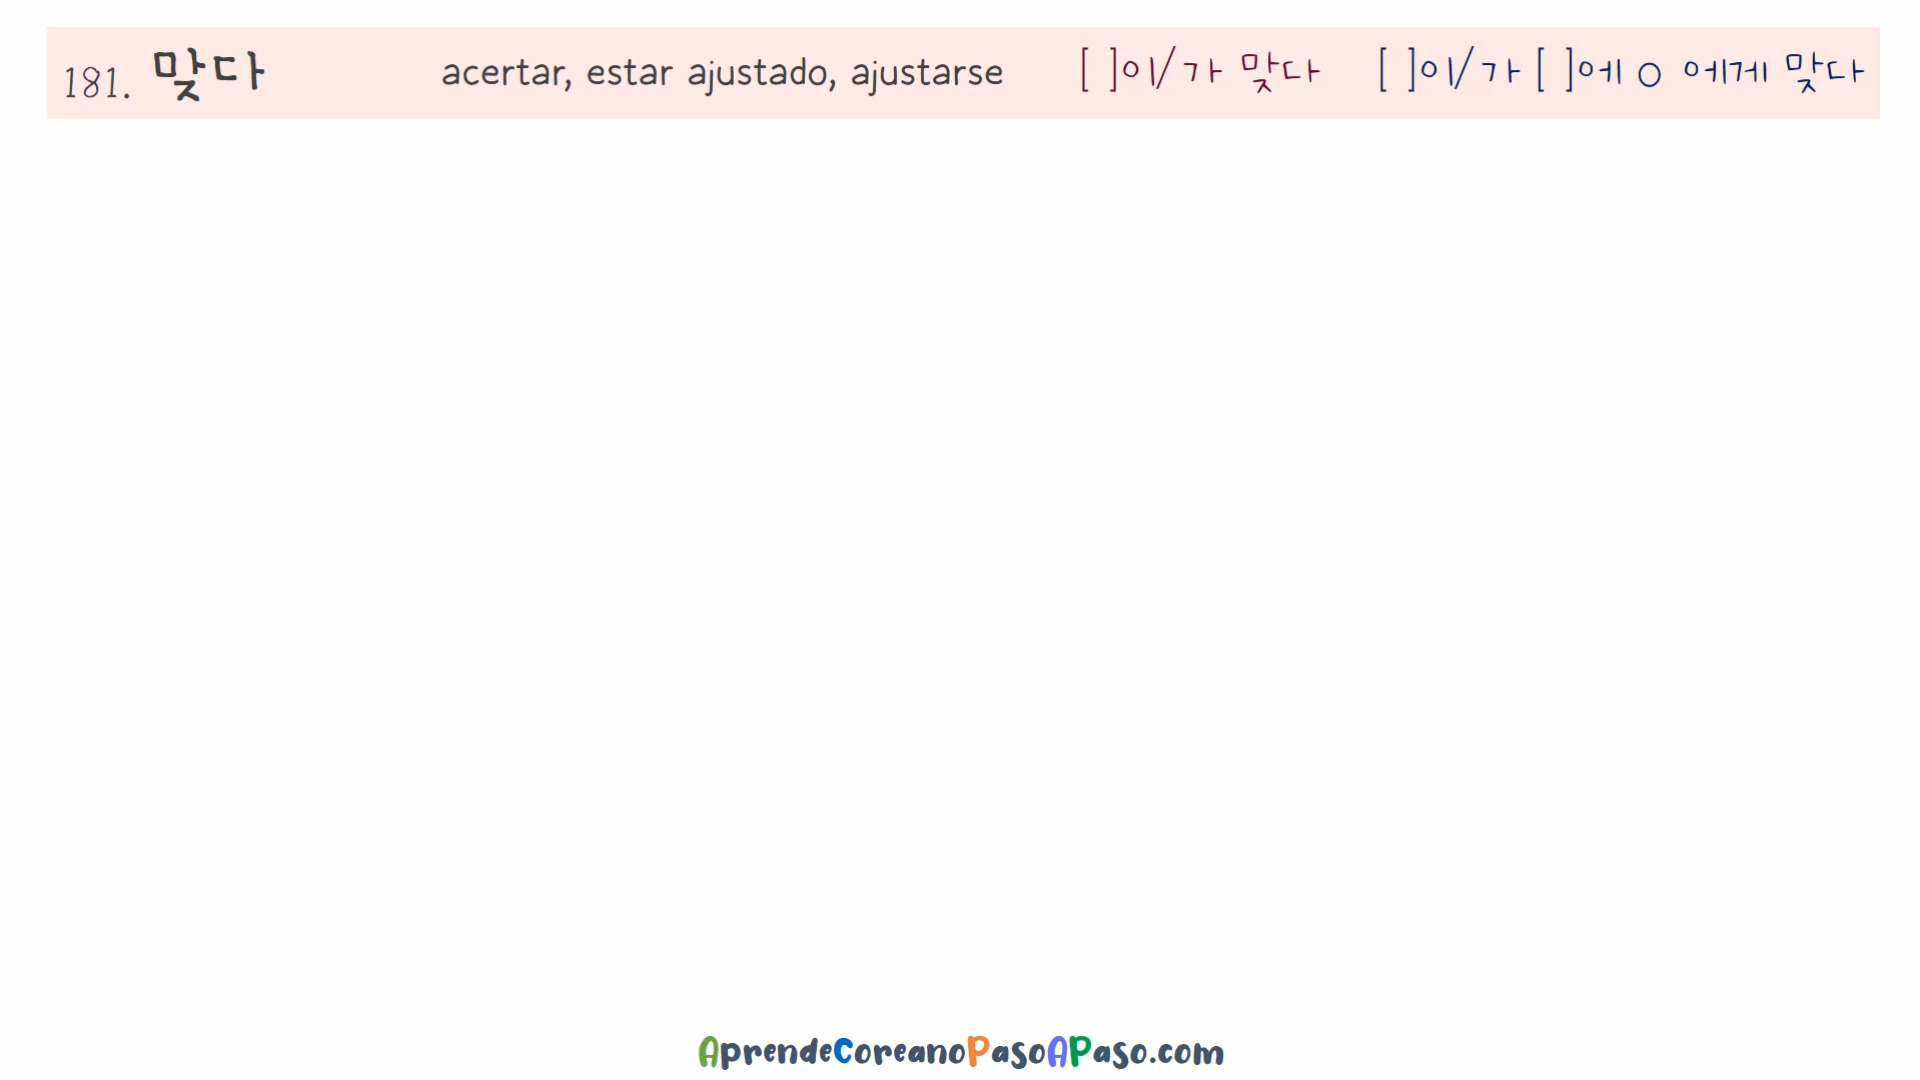 181. 맞다 acertar, estar ajustado, ajustarse [ ]이/가 맞다 [ ]이/가 [ ]에 O 에게 맞다
AprendeCoreanoPasoAPaso.com